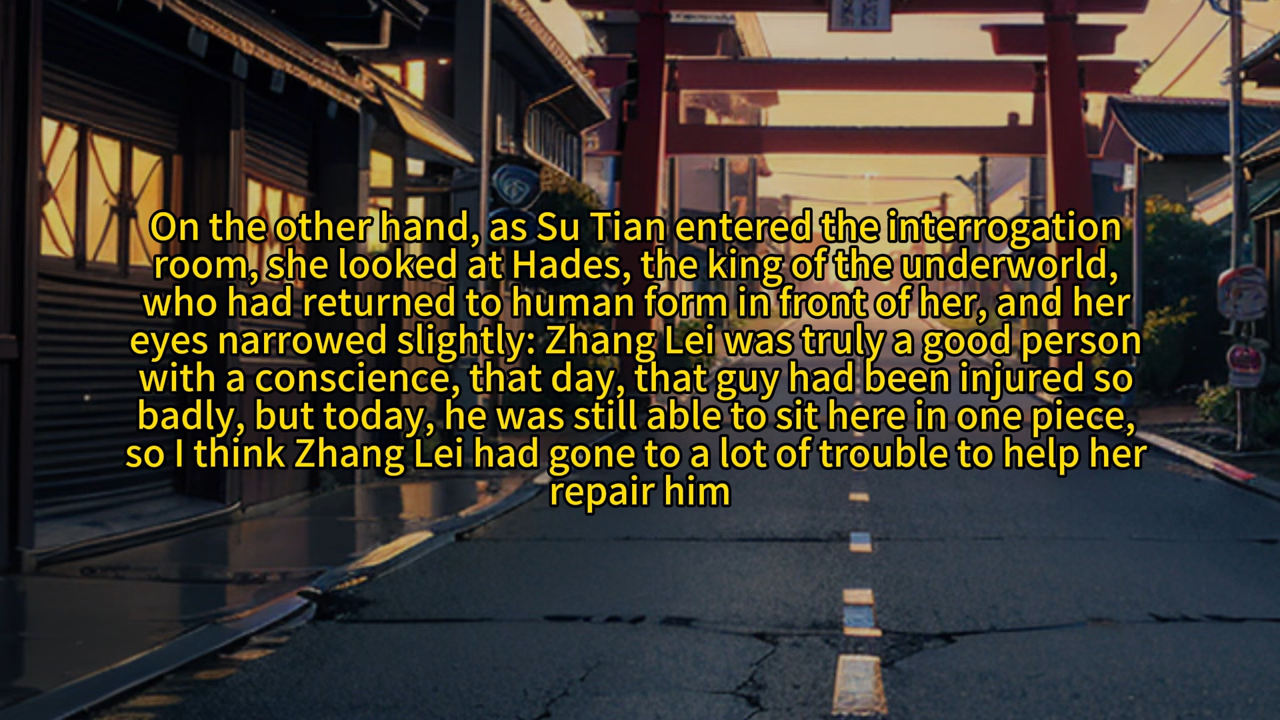 On the other hand, as Su Tian entered the interrogation
room, she looked at Hades, the king of the underworld,
who had returned to human form in front of her, and her
eyes narrowed slightly: Zhang Lei was truly a good person
with a conscience, that day, that guy had been injured so
badly, but today, he was still able to sit here in one piece,
so I think Zhang Lei had gone to a lot of trouble to help her
repair him